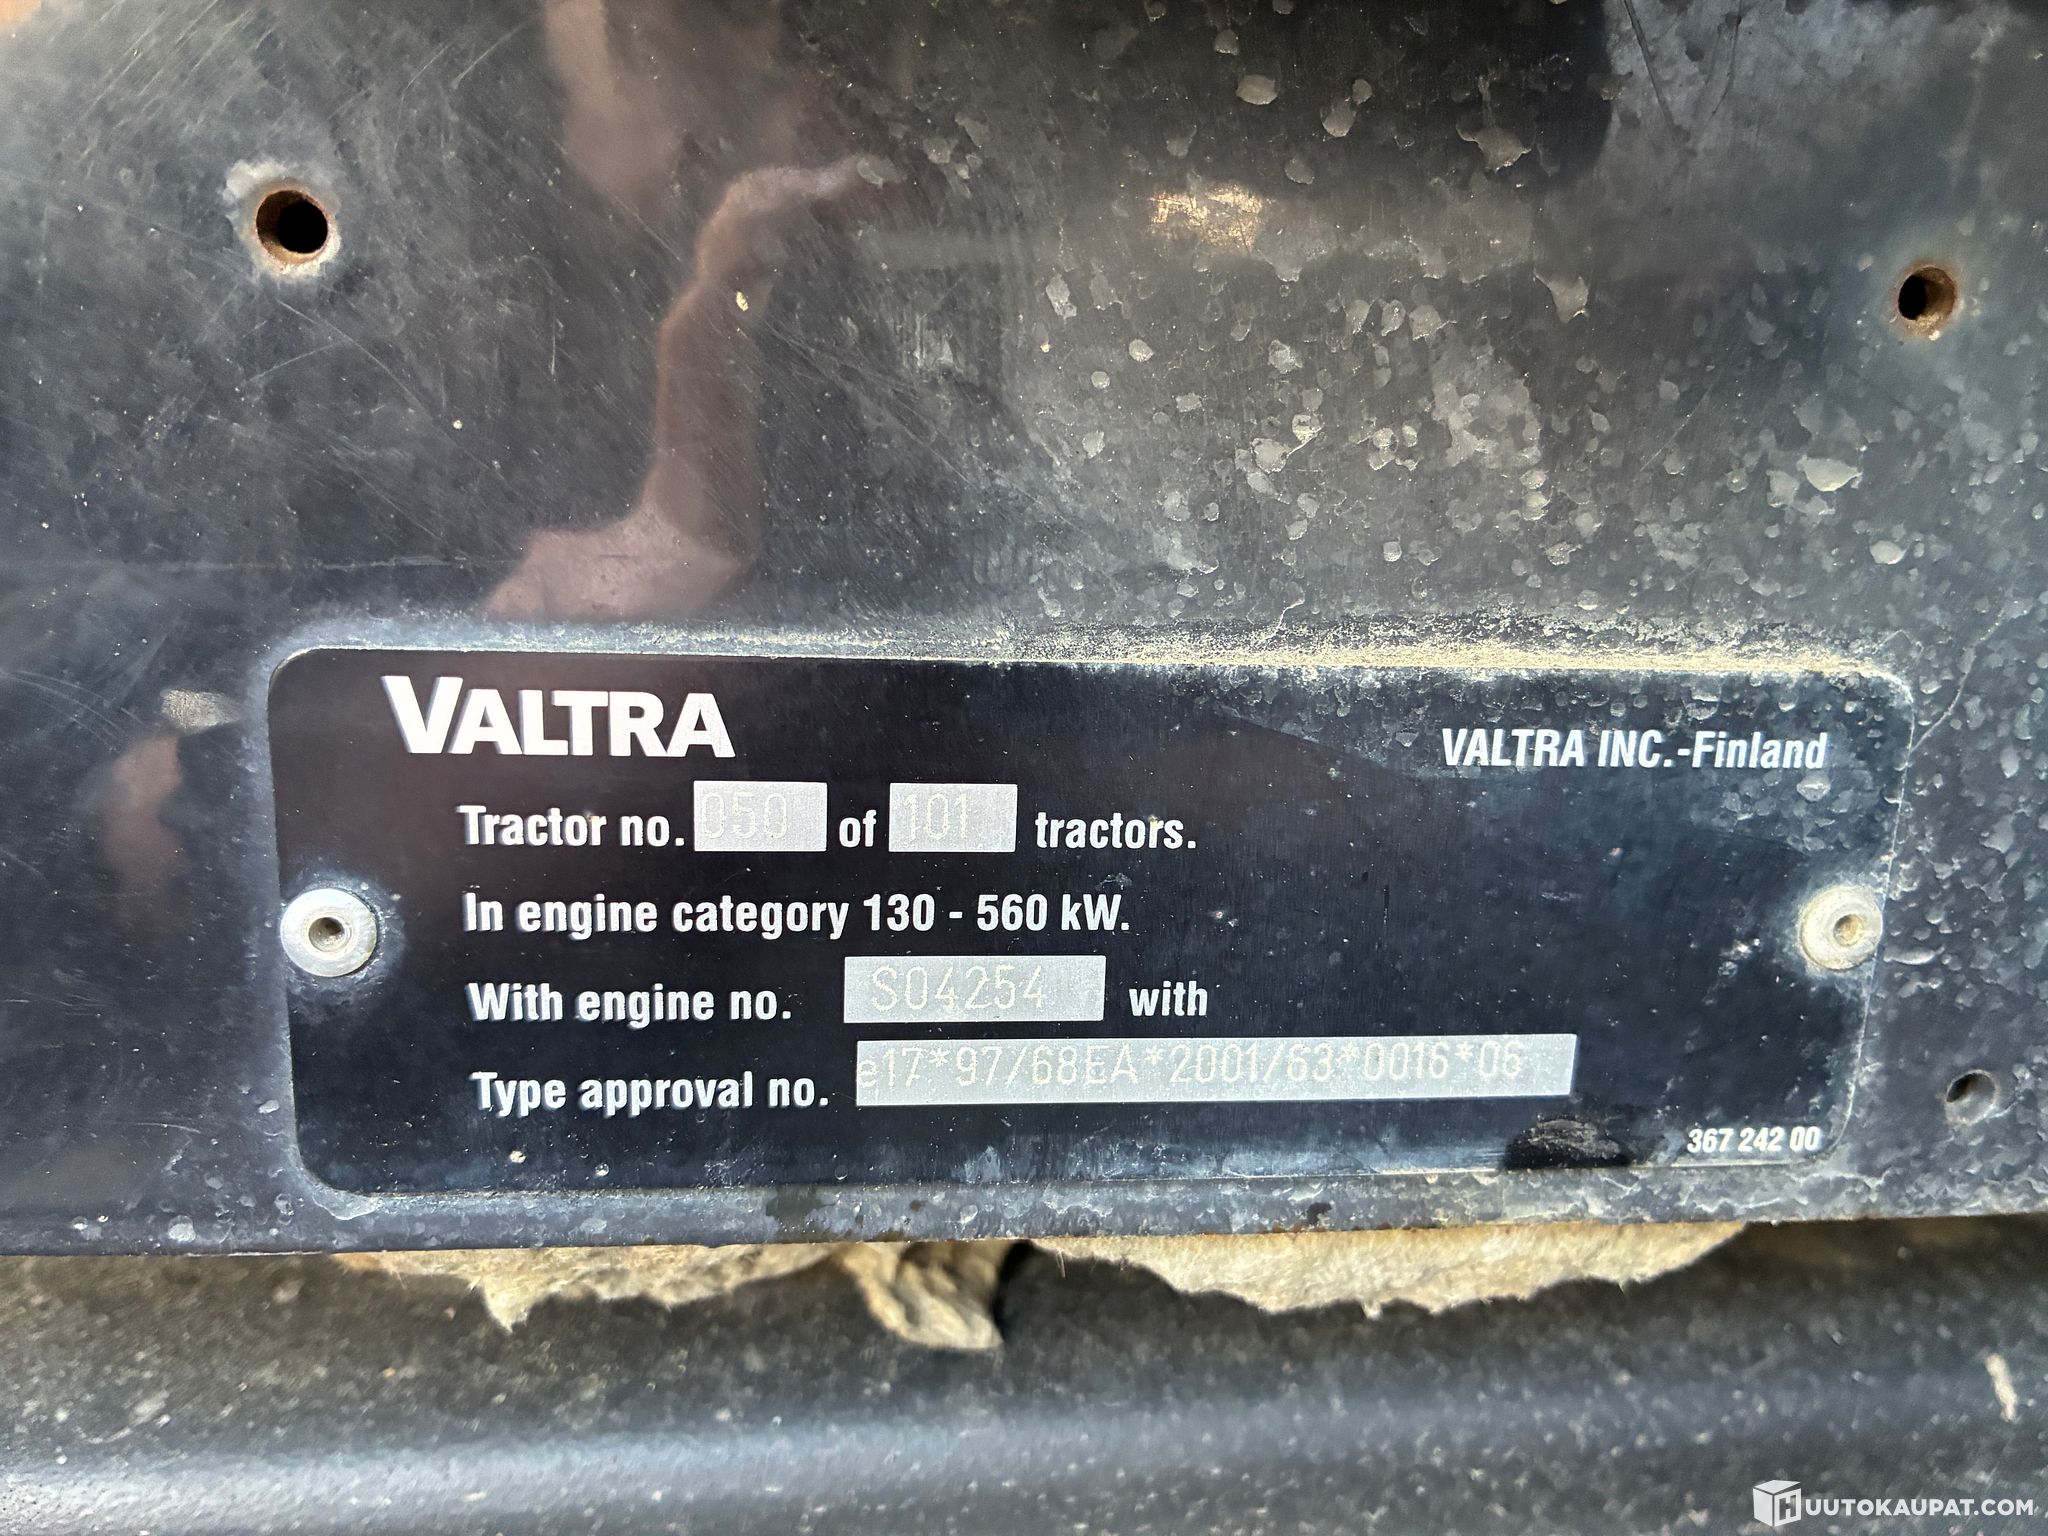 VALTRA
VALTRA INC.-Finland
Tractor no. 050 of 101 tractors.
In engine category 130 - 560 kW.
With engine no. S04254 with
Type approval no. e17*97/68EA*2001/63*0016*06
367 242 00
HUUTOKAUPAT.COM